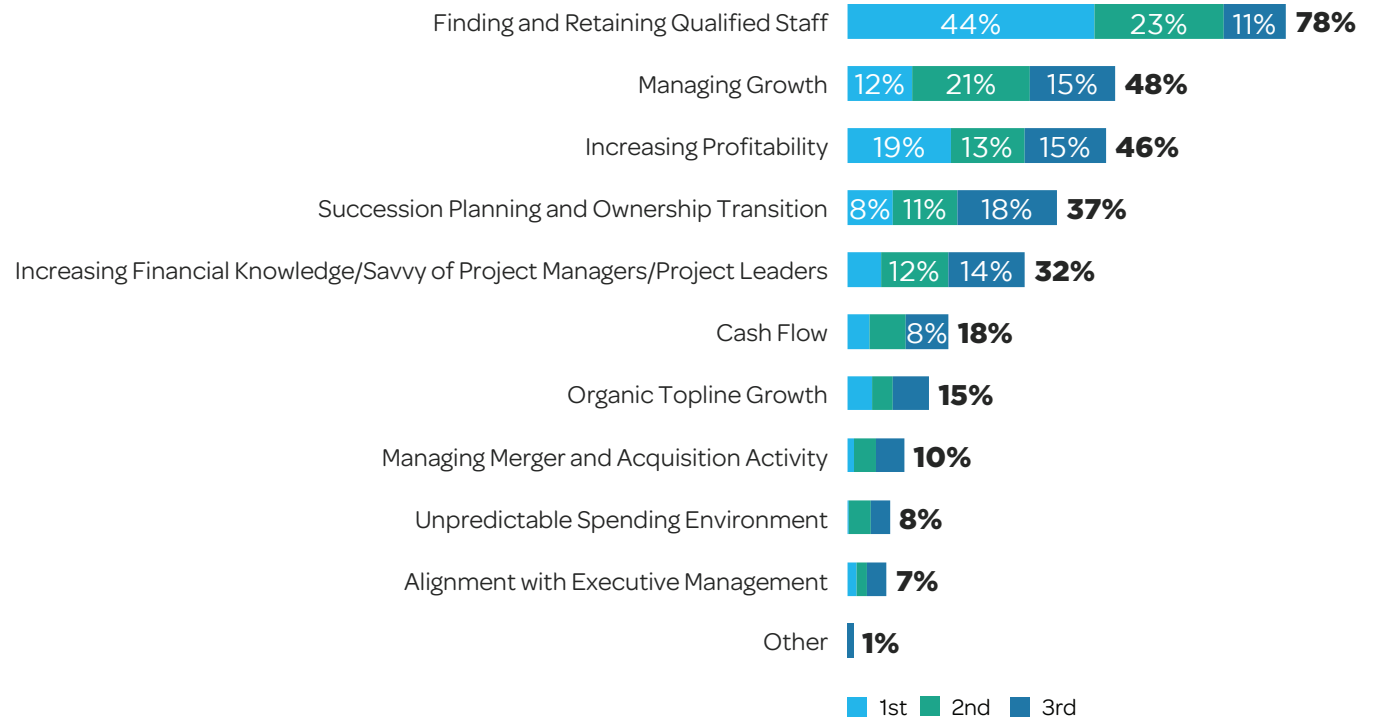 Finding and Retaining Qualified Staff 44% 23% 11% 78%
Managing Growth 12% 21% 15% 48%
Increasing Profitability 19% 13% 15% 46%
Succession Planning and Ownership Transition 8% 11% 18% 37%
Increasing Financial Knowledge/Savvy of Project Managers/Project Leaders 12% 14% 32%
Cash Flow 8% 18%
Organic Topline Growth 15%
Managing Merger and Acquisition Activity 10%
Unpredictable Spending Environment 8%
Alignment with Executive Management 7%
Other 1%
1st 2nd 3rd